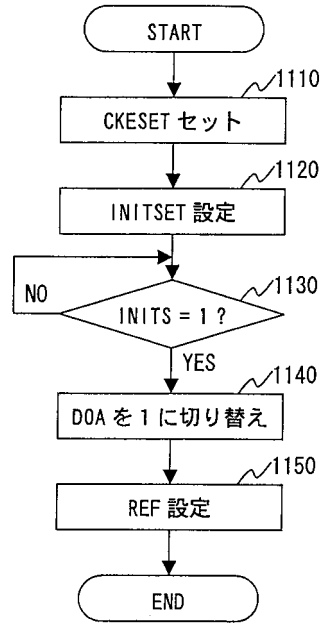 START
1110
CKESET セット
1120
INITSET 設定
1130
NO
INITS = 1 ?
YES
1140
DOA を 1 に切り替え
1150
REF 設定
END